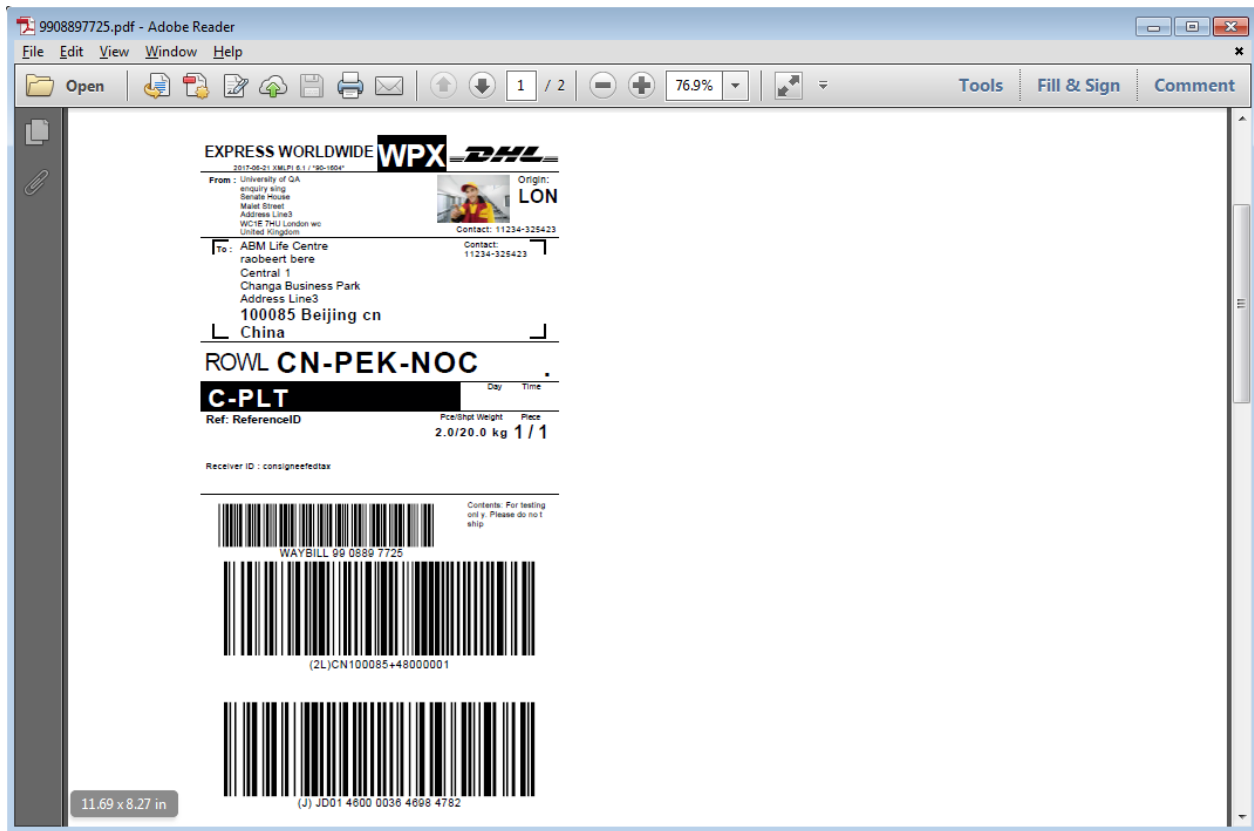 9908897725.pdf - Adobe Reader
File Edit View Window Help
Open 1 / 2 76.9% Tools Fill & Sign Comment
EXPRESS WORLDWIDE WPX DHL
2017-06-21 XMLPI 6.1 / *90-1604*
From : University of QA
enquiry sing
Senate House
Malet Street
Address Line3
WC1E 7HU London wc
United Kingdom
Origin:
LON
Contact: 11234-325423
To : ABM Life Centre
raobeert bere
Central 1
Changa Business Park
Address Line3
100085 Beijing cn
China
Contact:
11234-325423
ROWL CN-PEK-NOC .
C-PLT
Day Time
Ref: ReferenceID
Pce/Shpt Weight Piece
2.0/20.0 kg 1 / 1
Receiver ID : consigneefedtax
Contents: For testing
onl y. Please do no t
ship
WAYBILL 99 0889 7725
(2L)CN100085+48000001
(J) JD01 4600 0036 4698 4782
11.69 x 8.27 in